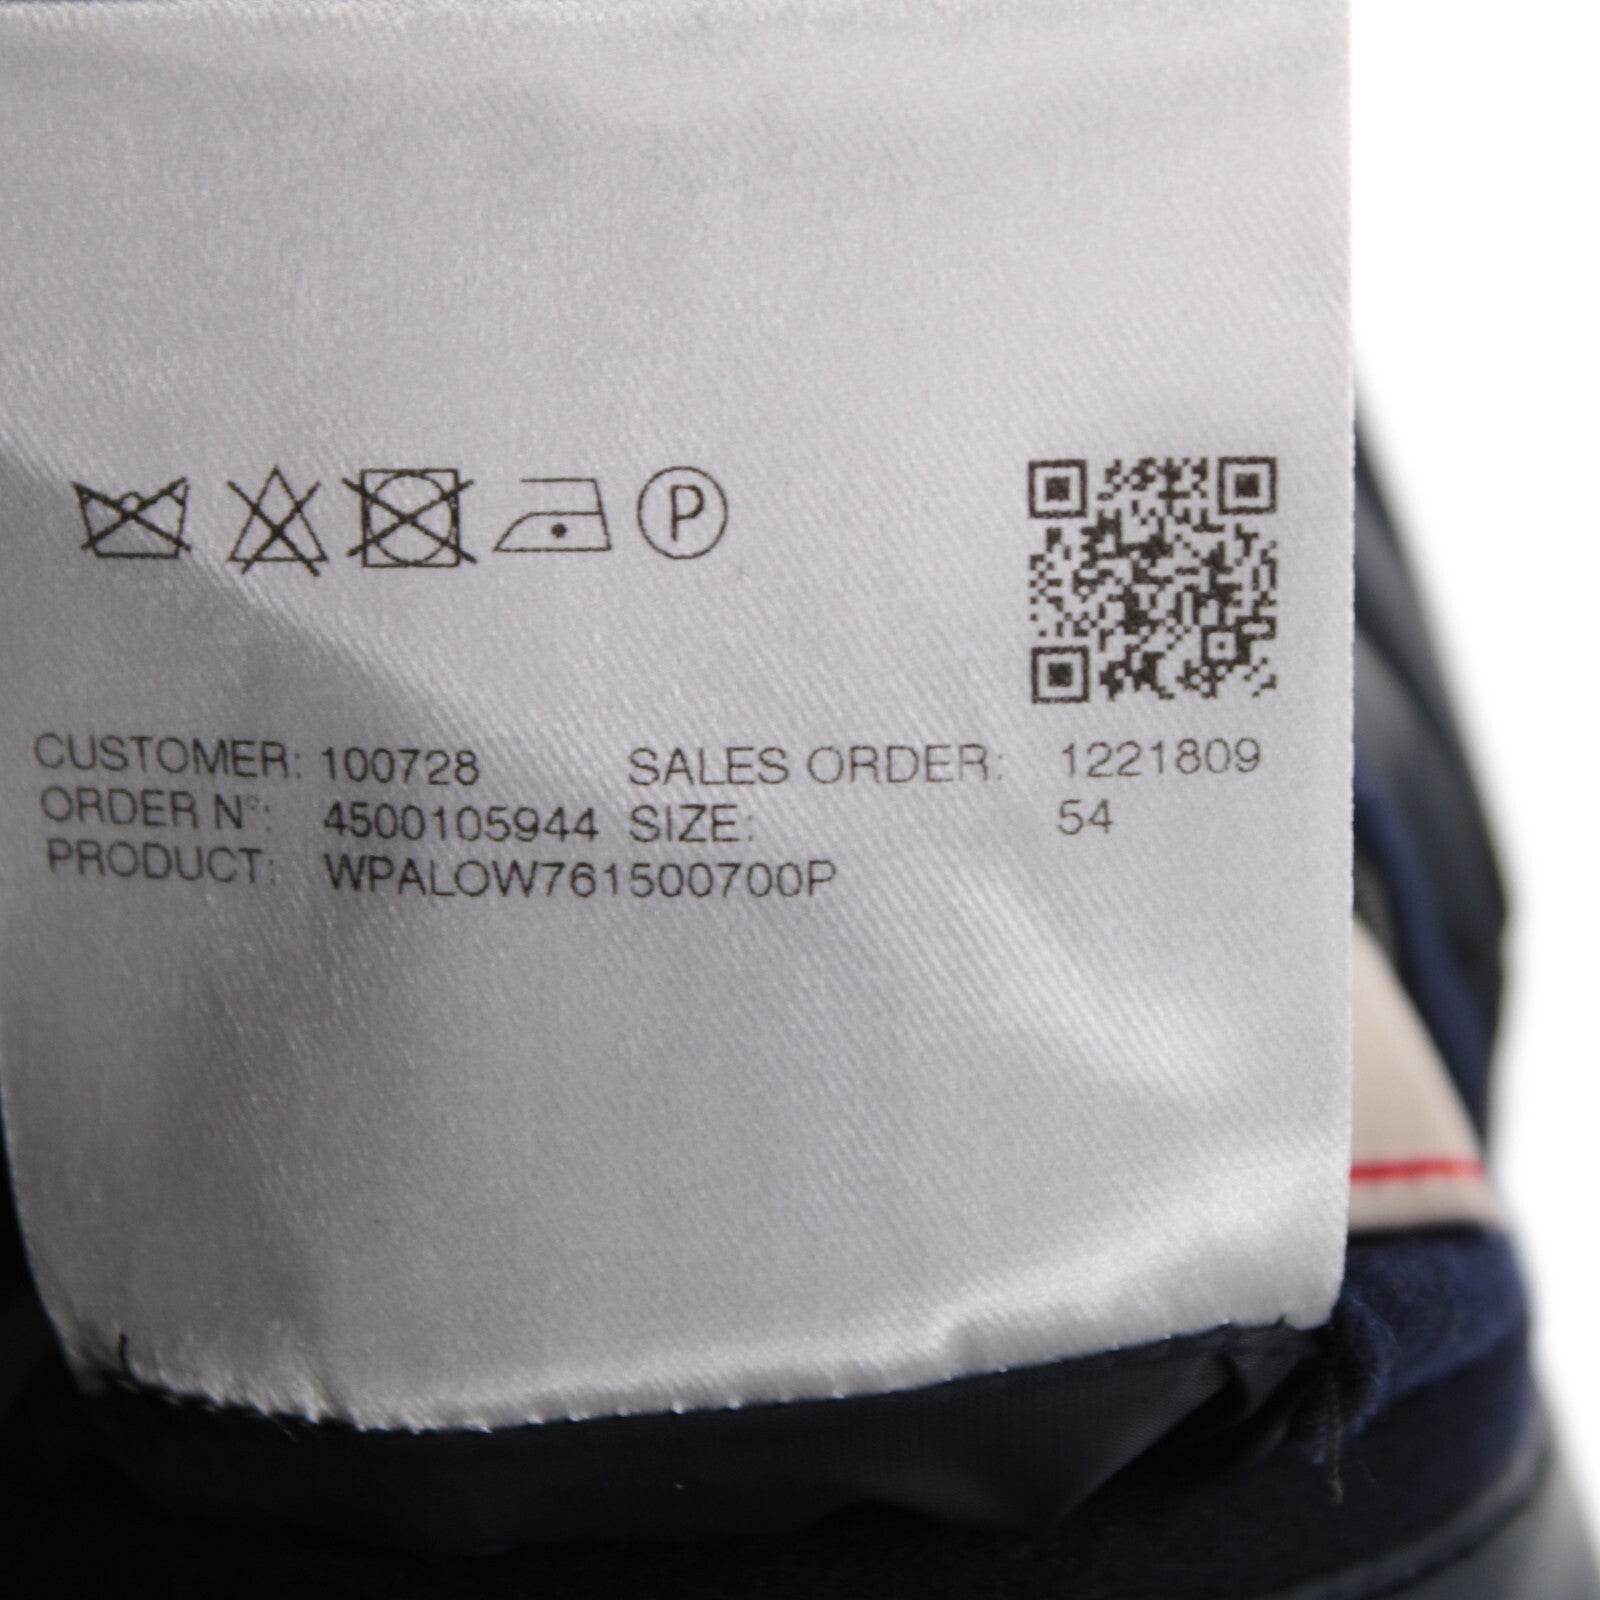 P
CUSTOMER: 100728 SALES ORDER: 1221809
ORDER N°: 4500105944 SIZE: 54
PRODUCT: WPALOW761500700P